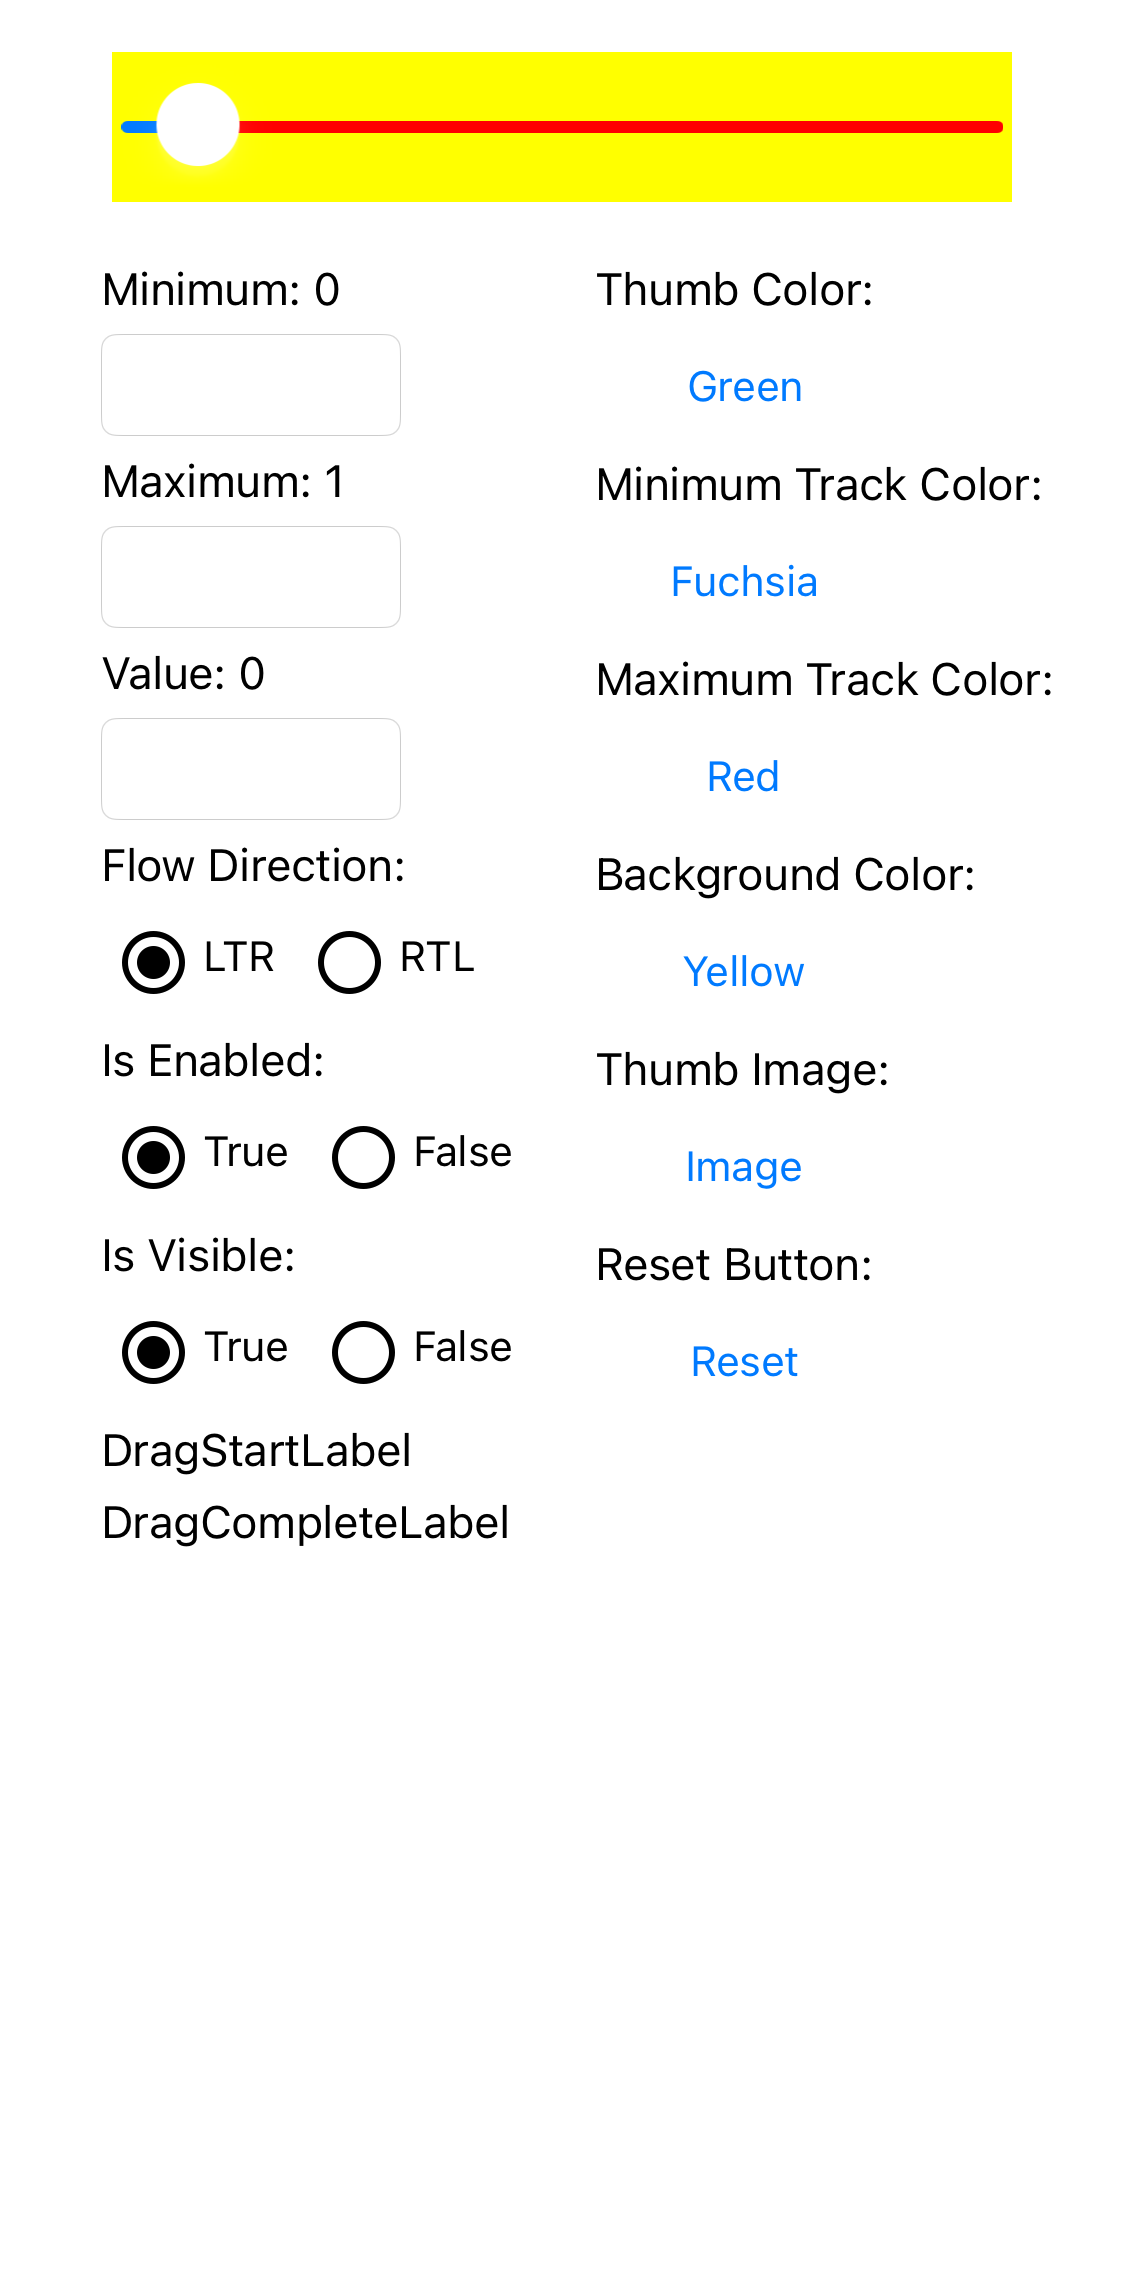 Minimum: 0
Maximum: 1
Value: 0
Flow Direction:
LTR
RTL
Is Enabled:
True
False
Is Visible:
True
False
DragStartLabel
DragCompleteLabel
Thumb Color:
Green
Minimum Track Color:
Fuchsia
Maximum Track Color:
Red
Background Color:
Yellow
Thumb Image:
Image
Reset Button:
Reset